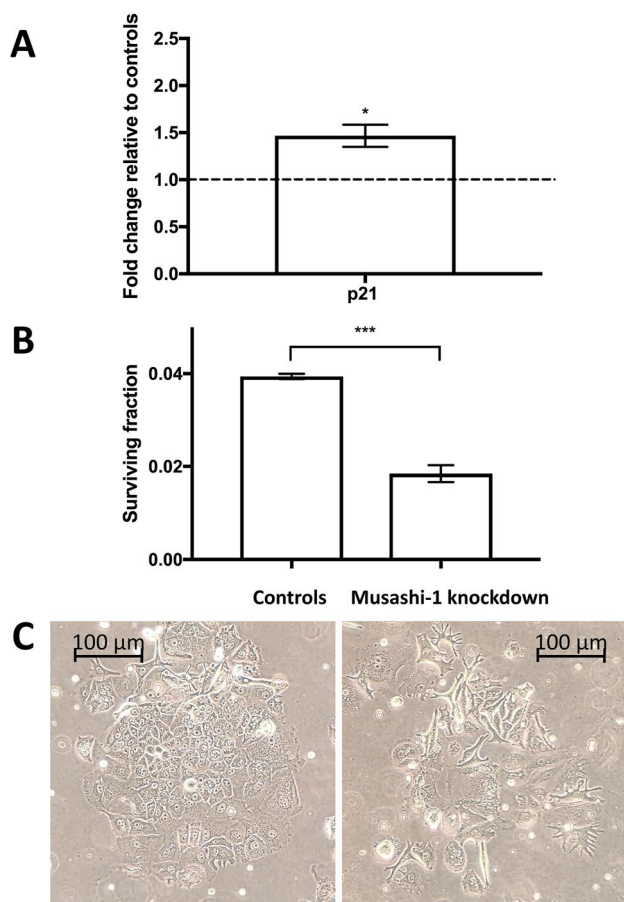 A
Fold change relative to controls
2.5
2.0
1.5
1.0
0.5
0.0
*
p21
B
Surviving fraction
0.04
0.02
0.00
***
Controls Musashi-1 knockdown
C
100 µm
100 µm